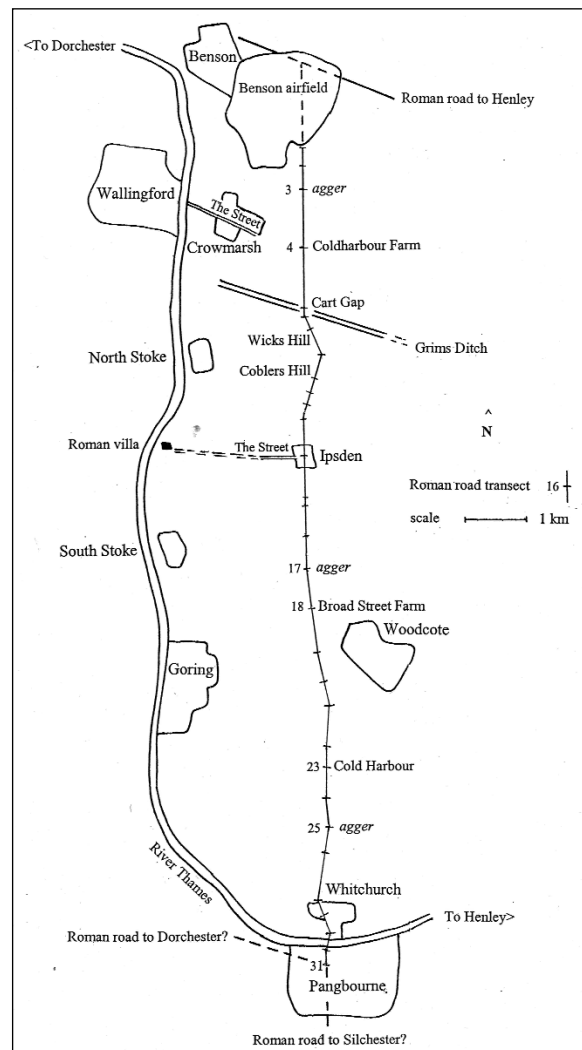 <To Dorchester
Benson
Benson airfield
Roman road to Henley
3
agger
Wallingford
The Street
Crowmarsh
4
Coldharbour Farm
Cart Gap
Wicks Hill
Grims Ditch
North Stoke
Coblers Hill
^
N
Roman villa
The Street
Ipsden
Roman road transect
16
scale
1 km
South Stoke
17
agger
18
Broad Street Farm
Woodcote
Goring
23
Cold Harbour
25
agger
River Thames
Whitchurch
To Henley>
Roman road to Dorchester?
31
Pangbourne
Roman road to Silchester?